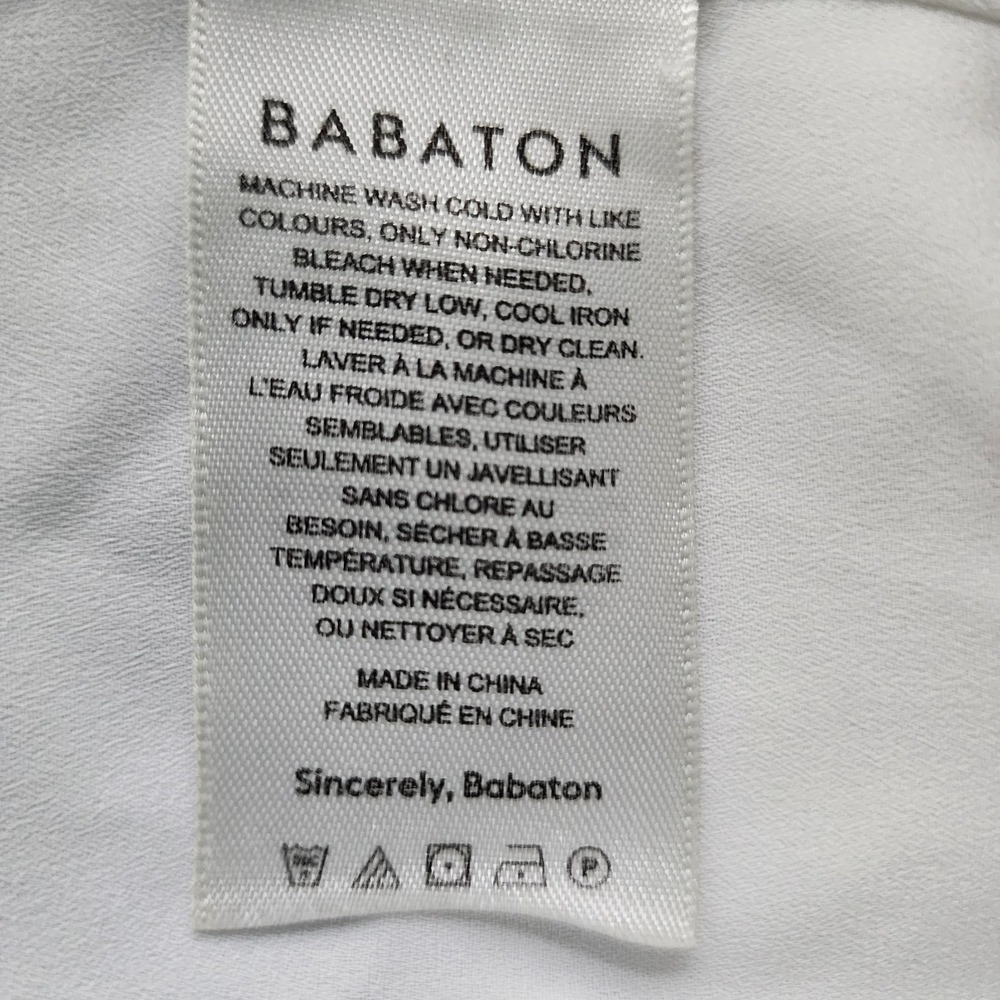 BABATON
MACHINE WASH COLD WITH LIKE
COLOURS, ONLY NON-CHLORINE
BLEACH WHEN NEEDED,
TUMBLE DRY LOW, COOL IRON
ONLY IF NEEDED, OR DRY CLEAN.
LAVER À LA MACHINE À
L'EAU FROIDE AVEC COULEURS
SEMBLABLES, UTILISER
SEULEMENT UN JAVELLISANT
SANS CHLORE AU
BESOIN, SÉCHER À BASSE
TEMPÉRATURE, REPASSAGE
DOUX SI NÉCESSAIRE,
OU NETTOYER À SEC
MADE IN CHINA
FABRIQUÉ EN CHINE
Sincerely, Babaton
P